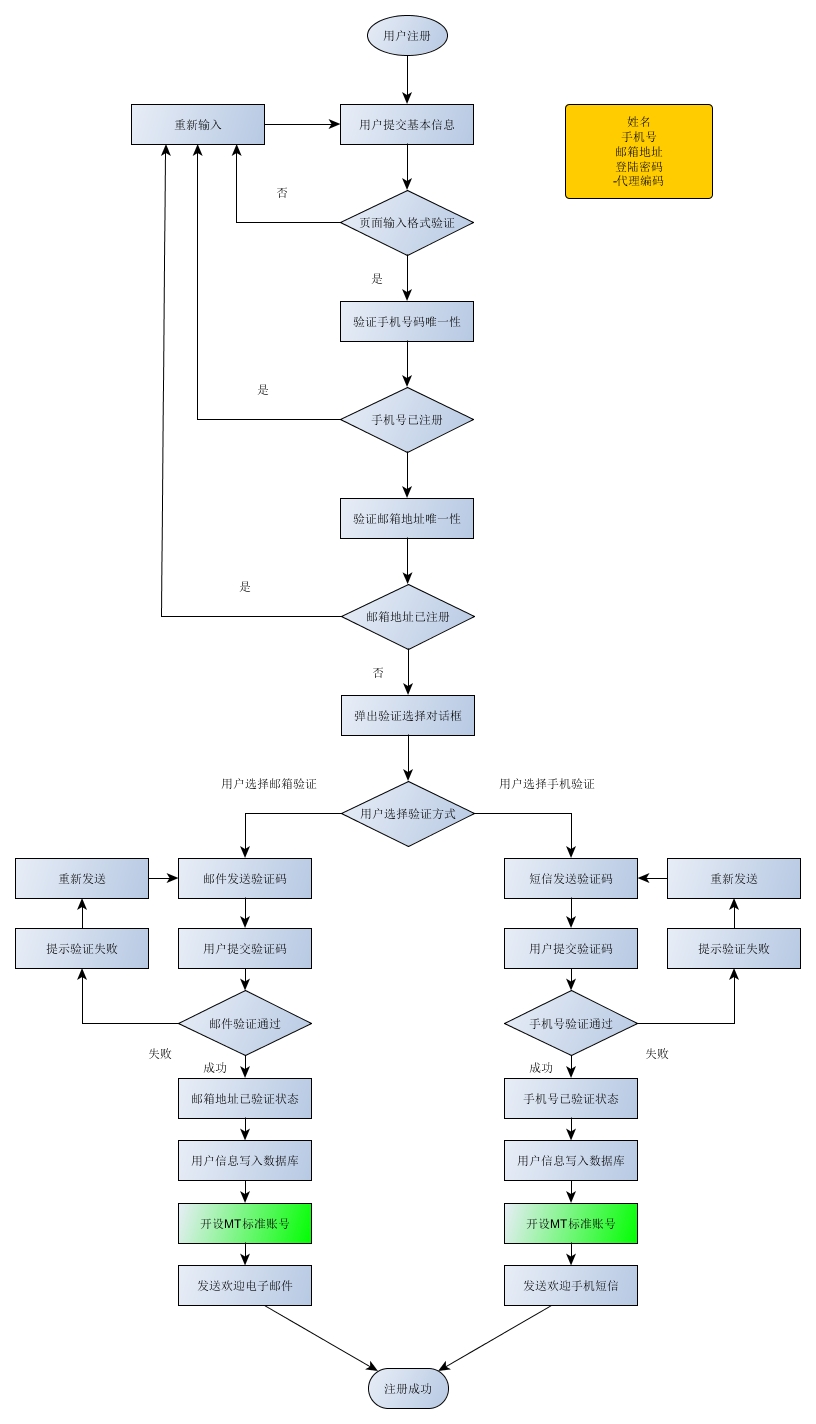 用户注册
重新输入
用户提交基本信息
姓名
手机号
邮箱地址
登陆密码
-代理编码
否
页面输入格式验证
是
验证手机号码唯一性
是
手机号已注册
验证邮箱地址唯一性
是
邮箱地址已注册
否
弹出验证选择对话框
用户选择邮箱验证
用户选择手机验证
用户选择验证方式
重新发送
邮件发送验证码
短信发送验证码
重新发送
提示验证失败
用户提交验证码
用户提交验证码
提示验证失败
邮件验证通过
手机号验证通过
失败
成功
成功
失败
邮箱地址已验证状态
手机号已验证状态
用户信息写入数据库
用户信息写入数据库
开设MT标准账号
开设MT标准账号
发送欢迎电子邮件
发送欢迎手机短信
注册成功